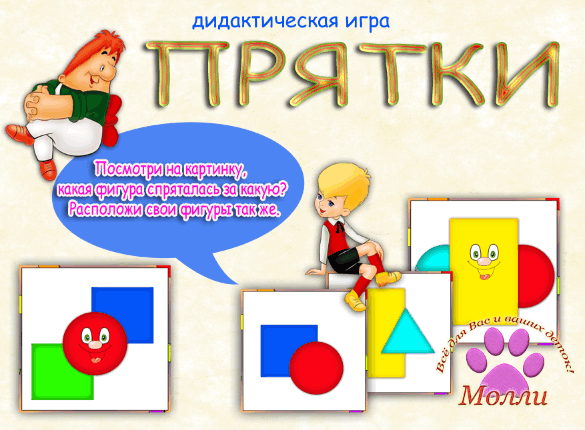 дидактическая игра
ПРЯТКИ
Посмотри на картинку,
какая фигура спряталась за какую?
Расположи свои фигуры так же.
Всё для Вас и ваших деток!
Молли